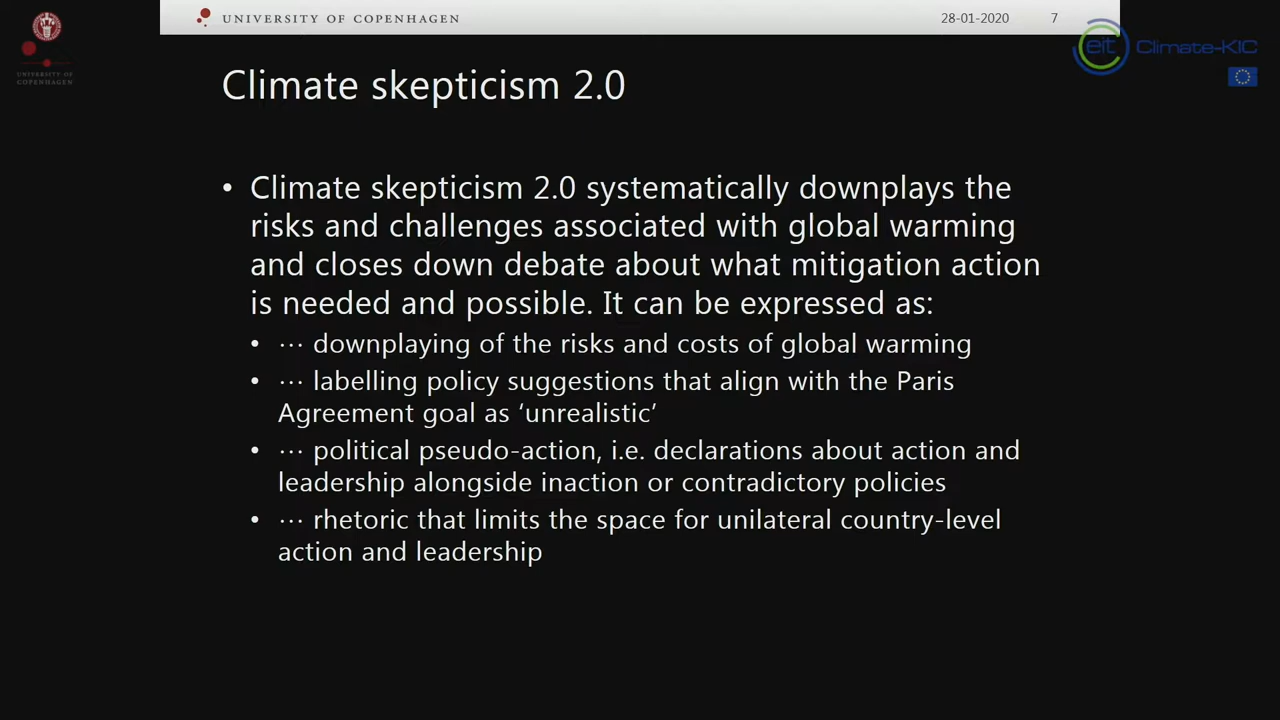 UNIVERSITY OF COPENHAGEN
28-01-2020
7
UNIVERSITY OF
COPENHAGEN
eit Climate-KIC
Climate skepticism 2.0
• Climate skepticism 2.0 systematically downplays the
risks and challenges associated with global warming
and closes down debate about what mitigation action
is needed and possible. It can be expressed as:
• … downplaying of the risks and costs of global warming
• … labelling policy suggestions that align with the Paris
Agreement goal as ‘unrealistic’
• … political pseudo-action, i.e. declarations about action and
leadership alongside inaction or contradictory policies
• … rhetoric that limits the space for unilateral country-level
action and leadership